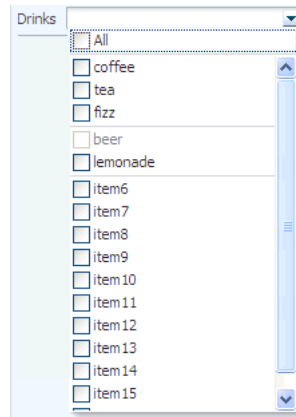 Drinks
All
coffee
tea
fizz
beer
lemonade
item6
item7
item8
item9
item10
item11
item12
item13
item14
item15